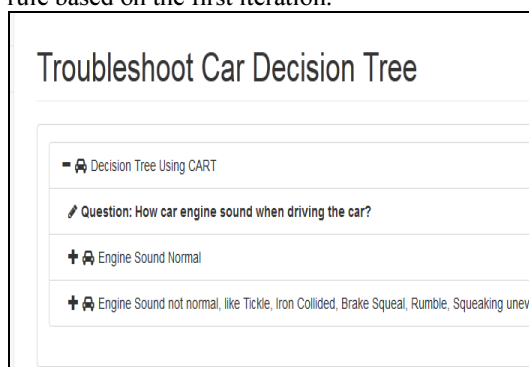 rule based on the first iteration.
Troubleshoot Car Decision Tree
Decision Tree Using CART
Question: How car engine sound when driving the car?
Engine Sound Normal
Engine Sound not normal, like Tickle, Iron Collided, Brake Squeal, Rumble, Squeaking